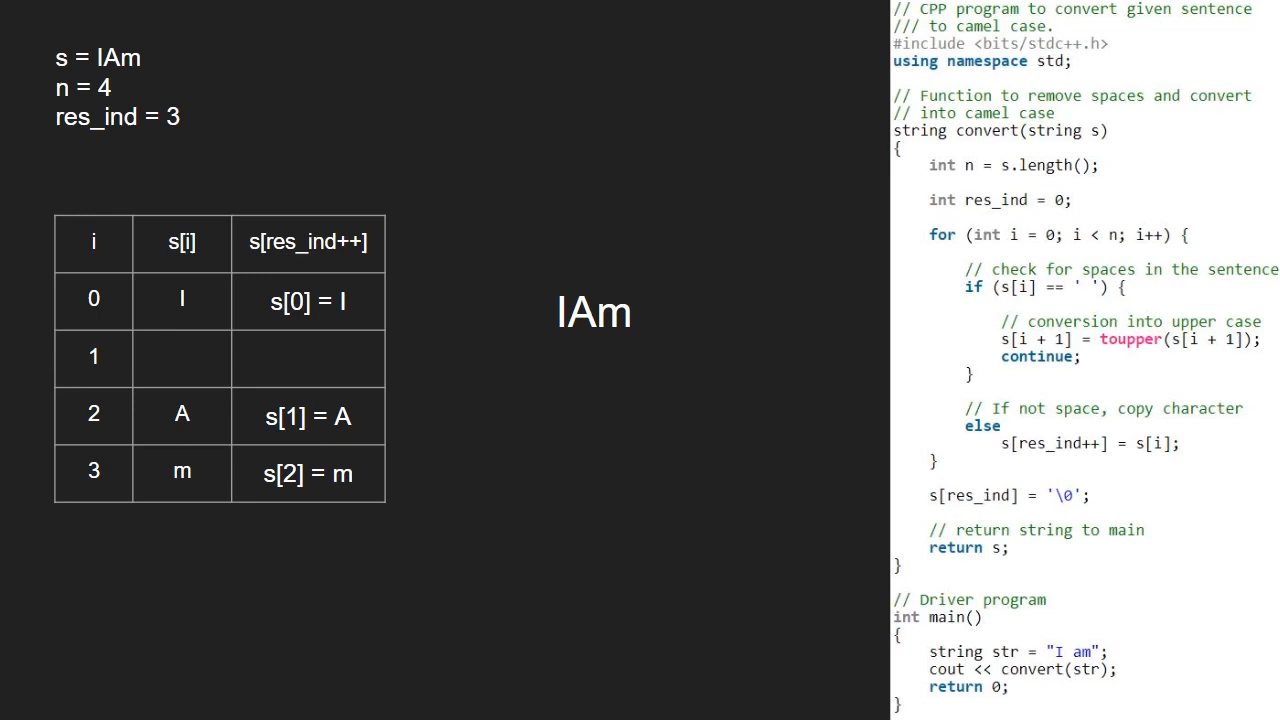 s = IAm
n = 4
res_ind = 3
i s[i] s[res_ind++]
0 I s[0] = I
1
2 A s[1] = A
3 m s[2] = m
IAm
// CPP program to convert given sentence
/// to camel case.
#include <bits/stdc++.h>
using namespace std;
// Function to remove spaces and convert
// into camel case
string convert(string s)
{
int n = s.length();
int res_ind = 0;
for (int i = 0; i < n; i++) {
// check for spaces in the sentence
if (s[i] == ' ') {
// conversion into upper case
s[i + 1] = toupper(s[i + 1]);
continue;
}
// If not space, copy character
else
s[res_ind++] = s[i];
}
s[res_ind] = '\0';
// return string to main
return s;
}
// Driver program
int main()
{
string str = "I am";
cout << convert(str);
return 0;
}